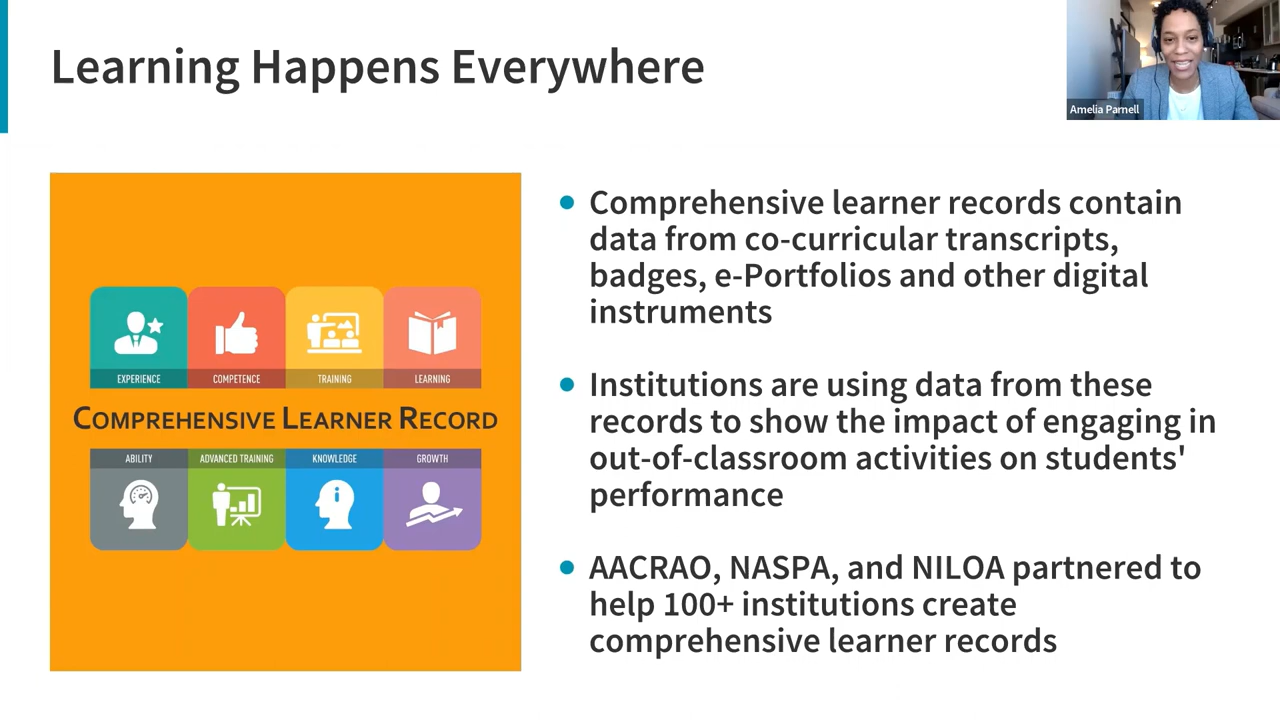 Learning Happens Everywhere
Amelia Parnell
EXPERIENCE
COMPETENCE
TRAINING
LEARNING
COMPREHENSIVE LEARNER RECORD
ABILITY
ADVANCED TRAINING
KNOWLEDGE
GROWTH
• Comprehensive learner records contain
data from co-curricular transcripts,
badges, e-Portfolios and other digital
instruments
• Institutions are using data from these
records to show the impact of engaging in
out-of-classroom activities on students'
performance
• AACRAO, NASPA, and NILOA partnered to
help 100+ institutions create
comprehensive learner records